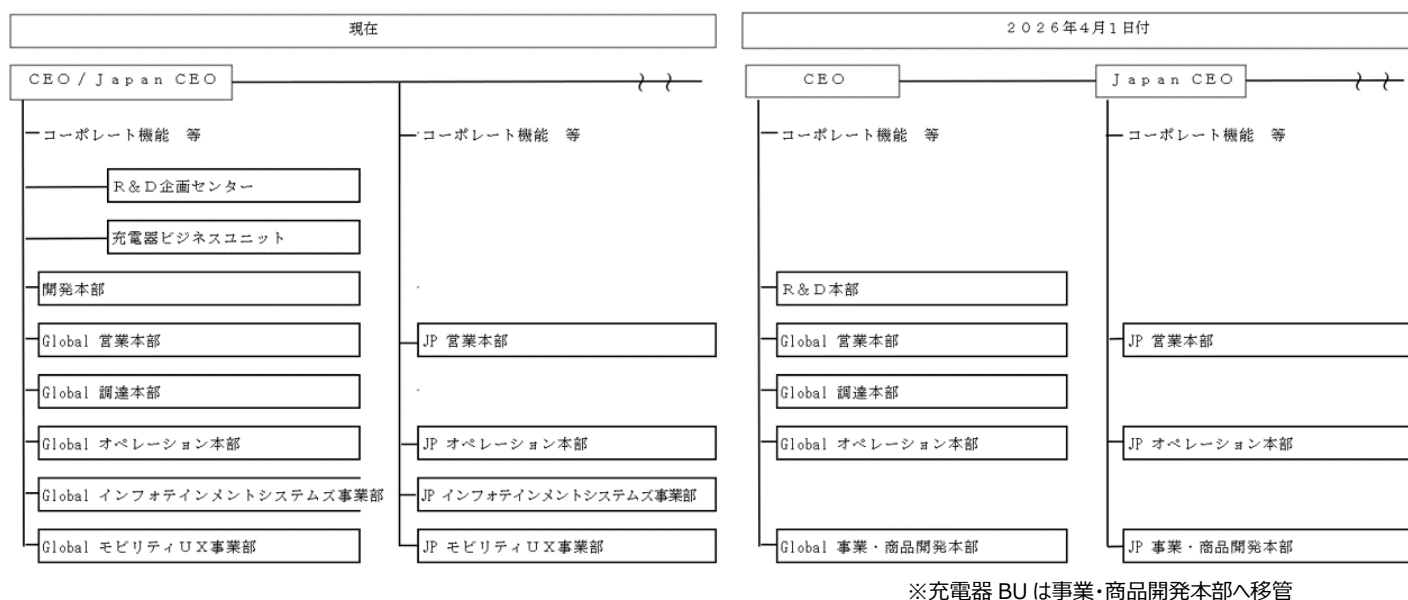 現在
CEO / Japan CEO
コーポレート機能 等
R&D企画センター
充電器ビジネスユニット
開発本部
Global 営業本部
Global 調達本部
Global オペレーション本部
Global インフォテインメントシステムズ事業部
Global モビリティUX事業部
コーポレート機能 等
JP 営業本部
JP オペレーション本部
JP インフォテインメントシステムズ事業部
JP モビリティUX事業部
2026年4月1日付
CEO
コーポレート機能 等
R&D本部
Global 営業本部
Global 調達本部
Global オペレーション本部
Global 事業・商品開発本部
Japan CEO
コーポレート機能 等
JP 営業本部
JP オペレーション本部
JP 事業・商品開発本部
※充電器 BU は事業・商品開発本部へ移管